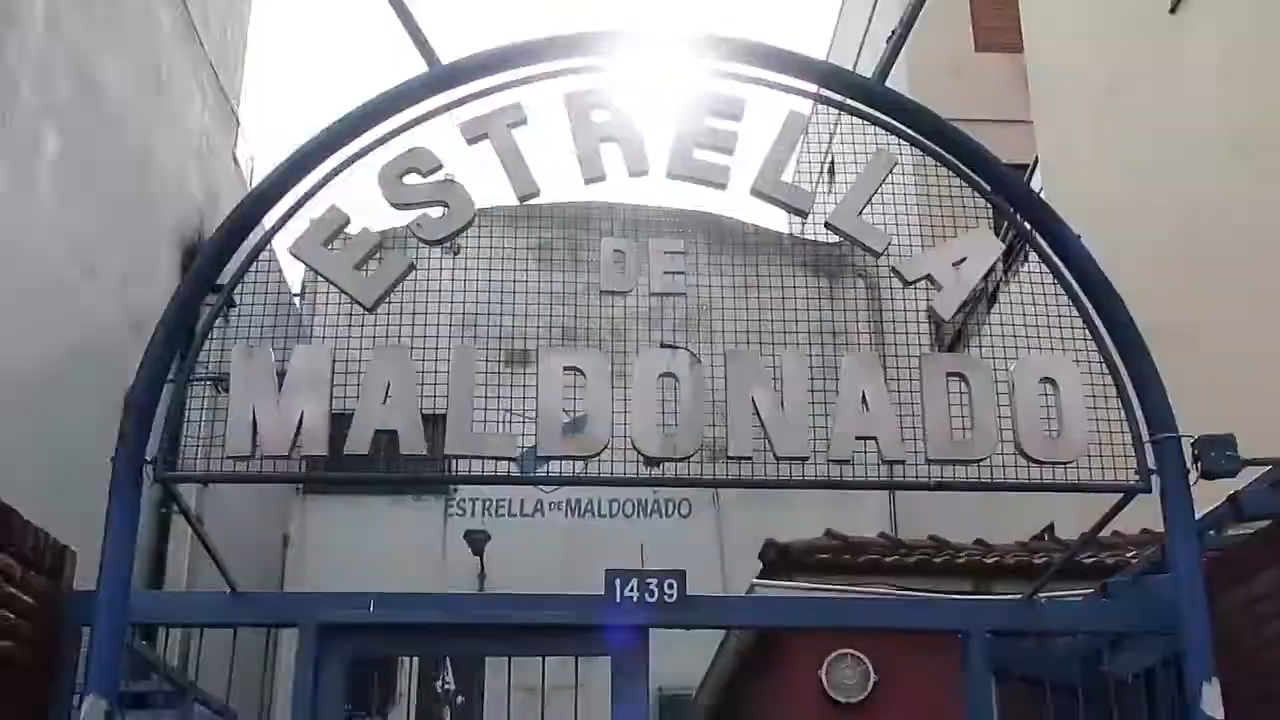 ESTRELLA
DE
MALDONADO
ESTRELLA DE MALDONADO
1439